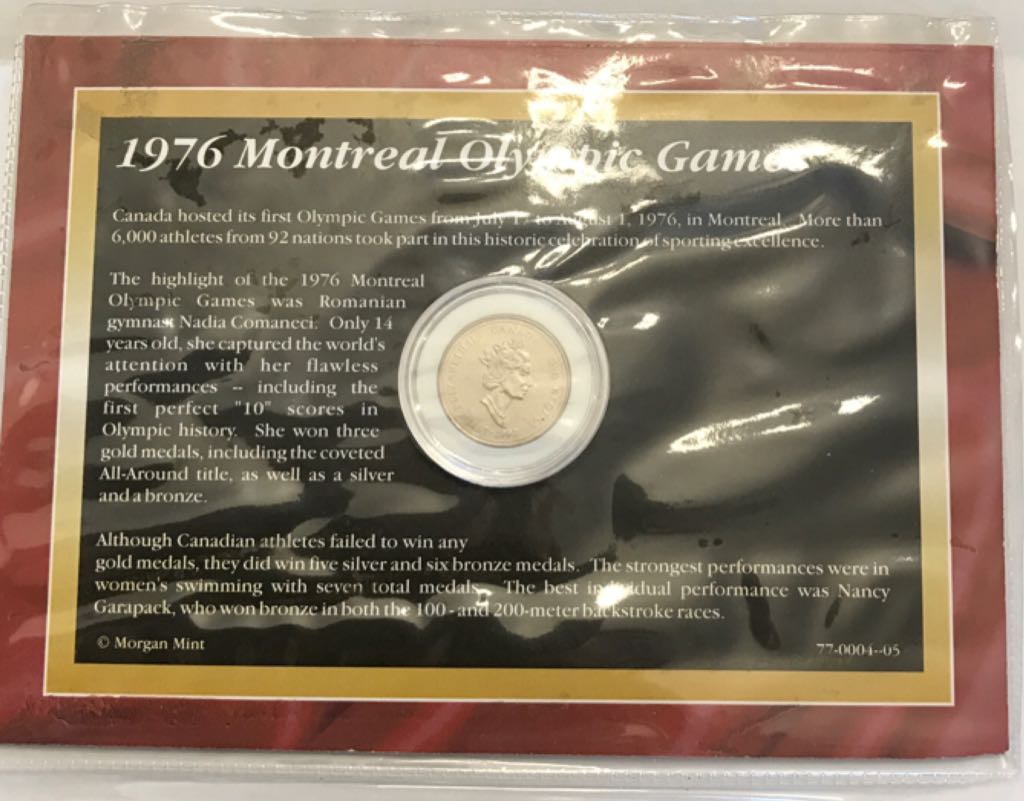 1976 Montreal Olympic Games
Canada hosted its first Olympic Games from July 17 to August 1, 1976, in Montreal. More than
6,000 athletes from 92 nations took part in this historic celebration of sporting excellence.
The highlight of the 1976 Montreal
Olympic Games was Romanian
gymnast Nadia Comaneci. Only 14
years old, she captured the world's
attention with her flawless
performances -- including the
first perfect "10" scores in
Olympic history. She won three
gold medals, including the coveted
All-Around title, as well as a silver
and a bronze.
CANADA
Although Canadian athletes failed to win any
gold medals, they did win five silver and six bronze medals. The strongest performances were in
women's swimming with seven total medals. The best individual performance was Nancy
Garapack, who won bronze in both the 100- and 200-meter backstroke races.
© Morgan Mint
77-0004--05